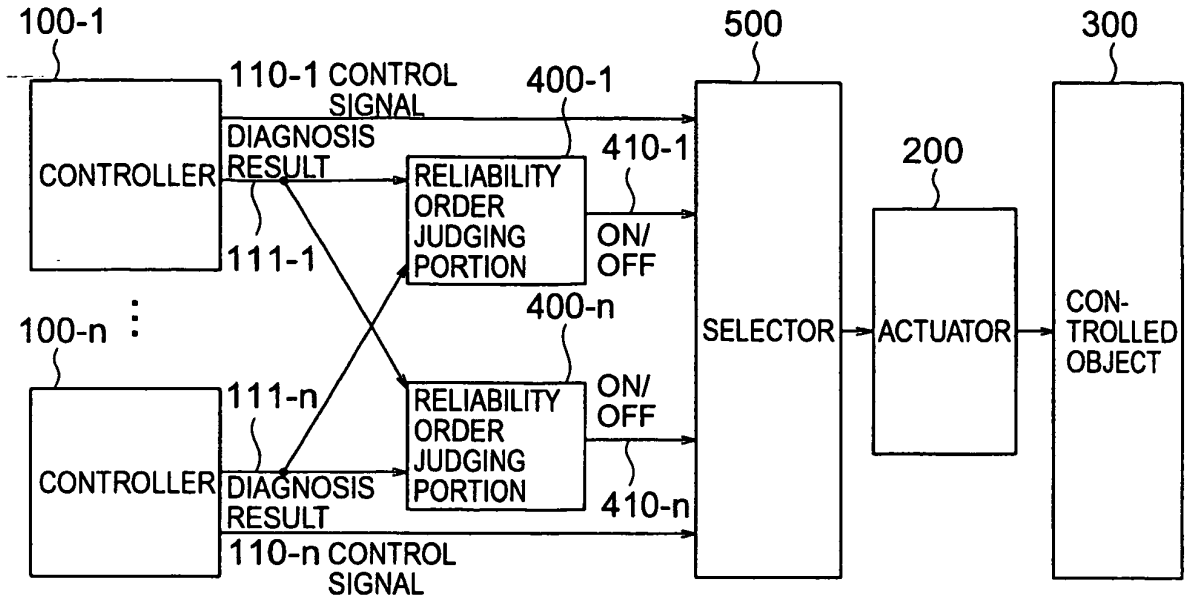 100-1
500
300
110-1 CONTROL
SIGNAL
400-1
DIAGNOSIS
RESULT
410-1
200
CONTROLLER
RELIABILITY
ORDER
JUDGING
PORTION
111-1
ON/
OFF
100-n
400-n
SELECTOR
ACTUATOR
CON-
TROLLED
OBJECT
111-n
ON/
OFF
RELIABILITY
ORDER
JUDGING
PORTION
CONTROLLER
DIAGNOSIS
RESULT
410-n
110-n CONTROL
SIGNAL